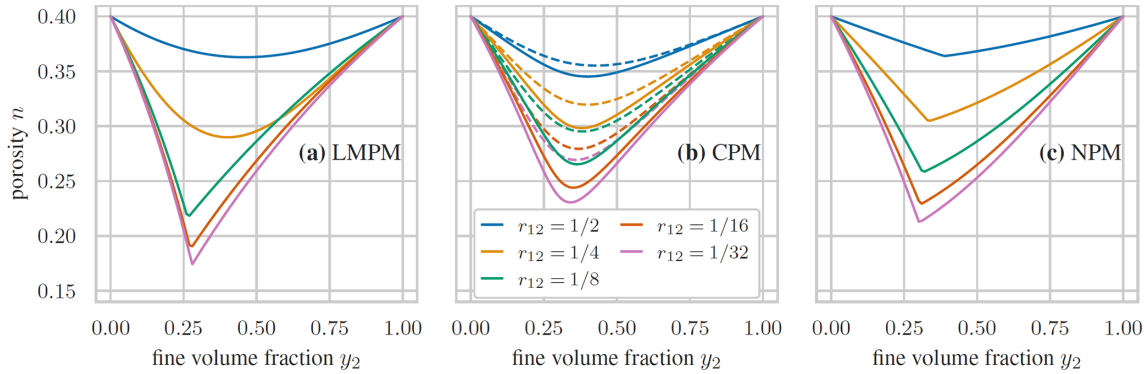 0.40
0.35
0.30
0.25
0.20
0.15
porosity n
(a) LMPM
0.00 0.25 0.50 0.75 1.00
fine volume fraction y₂
(b) CPM
r₁₂ = 1/2
r₁₂ = 1/4
r₁₂ = 1/8
r₁₂ = 1/16
r₁₂ = 1/32
0.00 0.25 0.50 0.75 1.00
fine volume fraction y₂
(c) NPM
0.00 0.25 0.50 0.75 1.00
fine volume fraction y₂